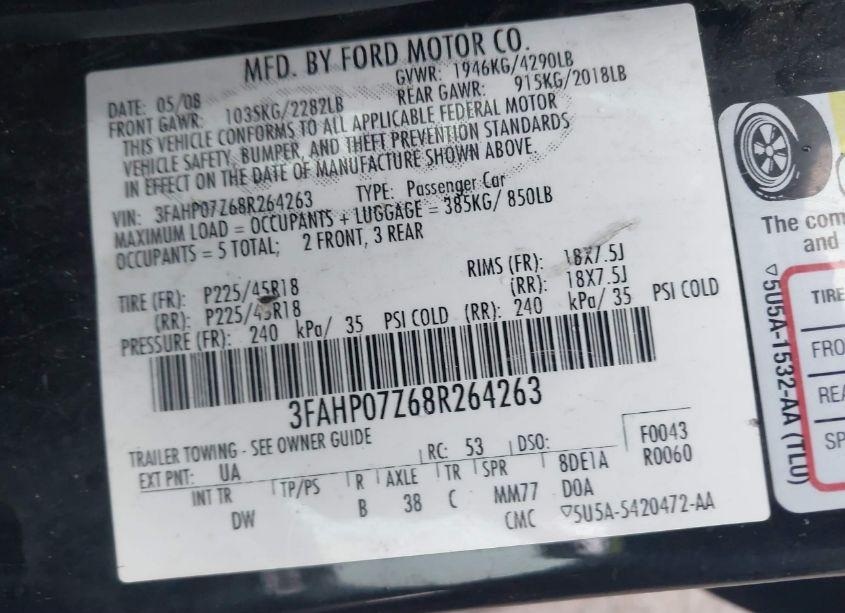 MFD. BY FORD MOTOR CO.
DATE: 05/08 GVWR: 1946KG/4290LB
FRONT GAWR: 1035KG/2282LB REAR GAWR: 915KG/2018LB
THIS VEHICLE CONFORMS TO ALL APPLICABLE FEDERAL MOTOR
VEHICLE SAFETY, BUMPER, AND THEFT PREVENTION STANDARDS
IN EFFECT ON THE DATE OF MANUFACTURE SHOWN ABOVE.
VIN: 3FAHP07Z68R264263 TYPE: Passenger Car
MAXIMUM LOAD = OCCUPANTS + LUGGAGE = 385KG/ 850LB
OCCUPANTS = 5 TOTAL; 2 FRONT, 3 REAR
TIRE (FR): P225/45R18 RIMS (FR): 18X7.5J
(RR): P225/45R18 (RR): 18X7.5J
PRESSURE (FR): 240 kPa/ 35 PSI COLD (RR): 240 kPa/ 35 PSI COLD
3FAHP07Z68R264263
TRAILER TOWING - SEE OWNER GUIDE
EXT PNT: UA RC: 53 DSO: F0043
INT TR TP/PS R AXLE TR SPR 8DE1A R0060
DW B 38 C MM77 D0A
CMC ▽5U5A-5420472-AA
The com
and
▽5U5A-1532-AA (TL0)
TIRE
FRO
REA
SP